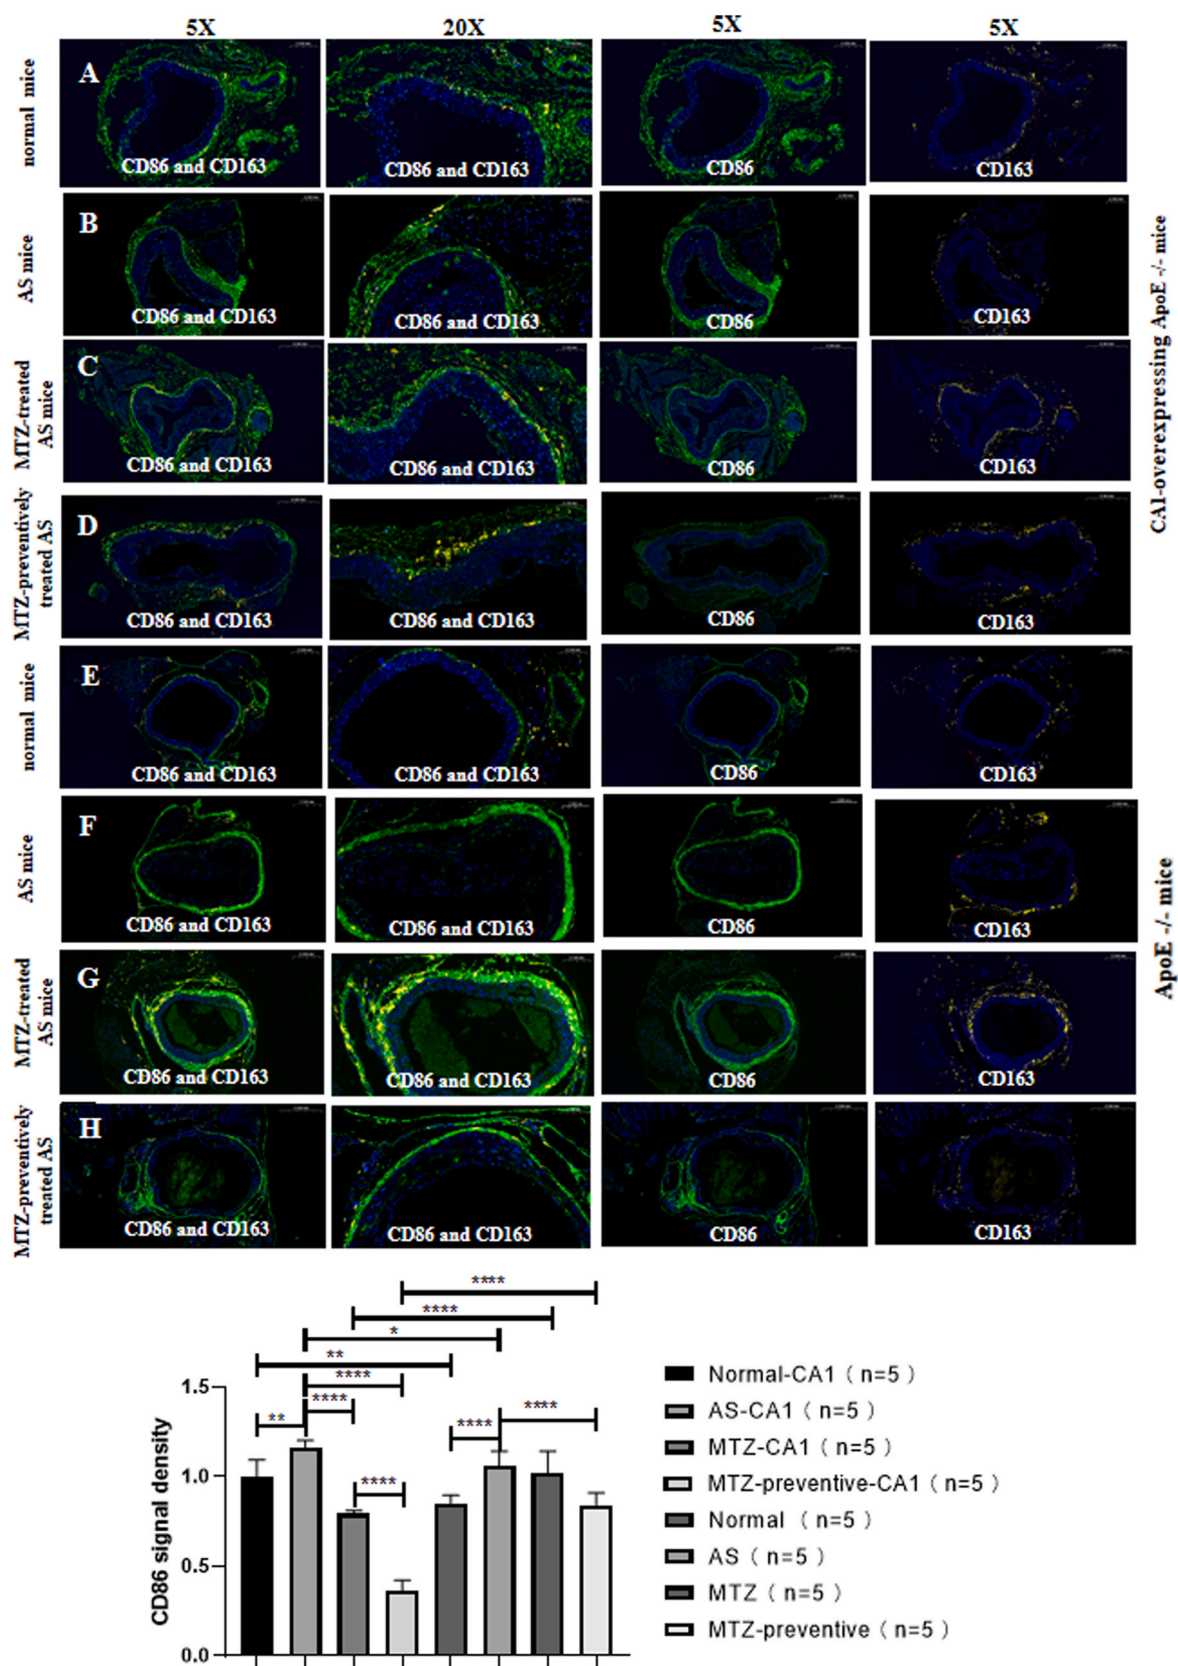 5X 20X 5X 5X
normal mice
A
CD86 and CD163 CD86 and CD163 CD86 CD163
AS mice
B
CD86 and CD163 CD86 and CD163 CD86 CD163
MTZ-treated
AS mice
C
CD86 and CD163 CD86 and CD163 CD86 CD163
MTZ-preventively
treated AS
D
CD86 and CD163 CD86 and CD163 CD86 CD163
CA1-overexpressing ApoE -/- mice
normal mice
E
CD86 and CD163 CD86 and CD163 CD86 CD163
AS mice
F
CD86 and CD163 CD86 and CD163 CD86 CD163
MTZ-treated
AS mice
G
CD86 and CD163 CD86 and CD163 CD86 CD163
MTZ-preventively
treated AS
H
CD86 and CD163 CD86 and CD163 CD86 CD163
ApoE -/- mice
****
****
*
**
****
** **** **** ****
****
CD86 signal density
1.5
1.0
0.5
0.0
Normal-CA1 ( n=5 )
AS-CA1 ( n=5 )
MTZ-CA1 ( n=5 )
MTZ-preventive-CA1 ( n=5 )
Normal ( n=5 )
AS ( n=5 )
MTZ ( n=5 )
MTZ-preventive ( n=5 )